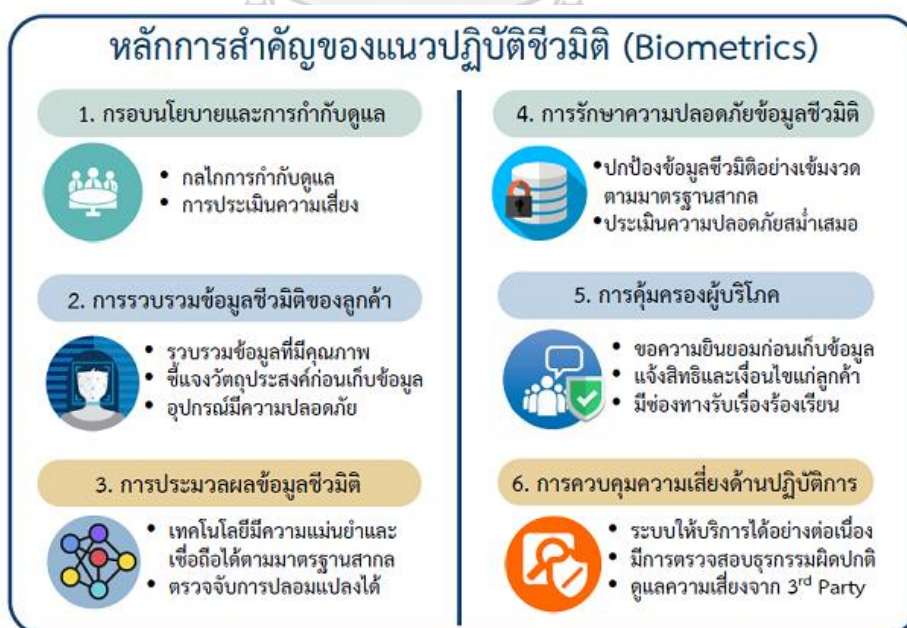 หลักการสำคัญของแนวปฏิบัติชีวมิติ (Biometrics)
1. กรอบนโยบายและการกำกับดูแล
• กลไกการกำกับดูแล
• การประเมินความเสี่ยง
2. การรวบรวมข้อมูลชีวมิติของลูกค้า
• รวบรวมข้อมูลที่มีคุณภาพ
• ชี้แจงวัตถุประสงค์ก่อนเก็บข้อมูล
• อุปกรณ์มีความปลอดภัย
3. การประมวลผลข้อมูลชีวมิติ
• เทคโนโลยีมีความแม่นยำและ
เชื่อถือได้ตามมาตรฐานสากล
• ตรวจจับการปลอมแปลงได้
4. การรักษาความปลอดภัยข้อมูลชีวมิติ
•ปกป้องข้อมูลชีวมิติอย่างเข้มงวด
ตามมาตรฐานสากล
•ประเมินความปลอดภัยสม่ำเสมอ
5. การคุ้มครองผู้บริโภค
• ขอความยินยอมก่อนเก็บข้อมูล
• แจ้งสิทธิและเงื่อนไขแก่ลูกค้า
• มีช่องทางรับเรื่องร้องเรียน
6. การควบคุมความเสี่ยงด้านปฏิบัติการ
• ระบบให้บริการได้อย่างต่อเนื่อง
• มีการตรวจสอบธุรกรรมผิดปกติ
• ดูแลความเสี่ยงจาก 3rd Party